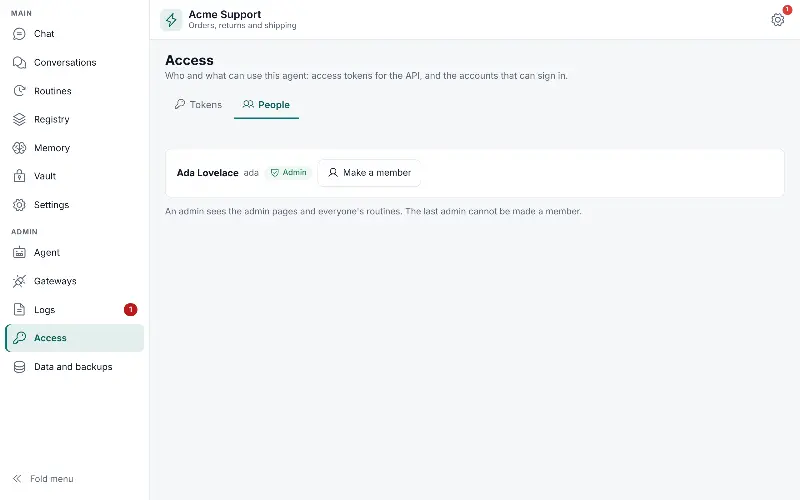 MAIN
Chat
Conversations
Routines
Registry
Memory
Vault
Settings
ADMIN
Agent
Gateways
Logs 1
Access
Data and backups
Fold menu
Acme Support
Orders, returns and shipping
1
Access
Who and what can use this agent: access tokens for the API, and the accounts that can sign in.
Tokens People
Ada Lovelace ada Admin Make a member
An admin sees the admin pages and everyone's routines. The last admin cannot be made a member.